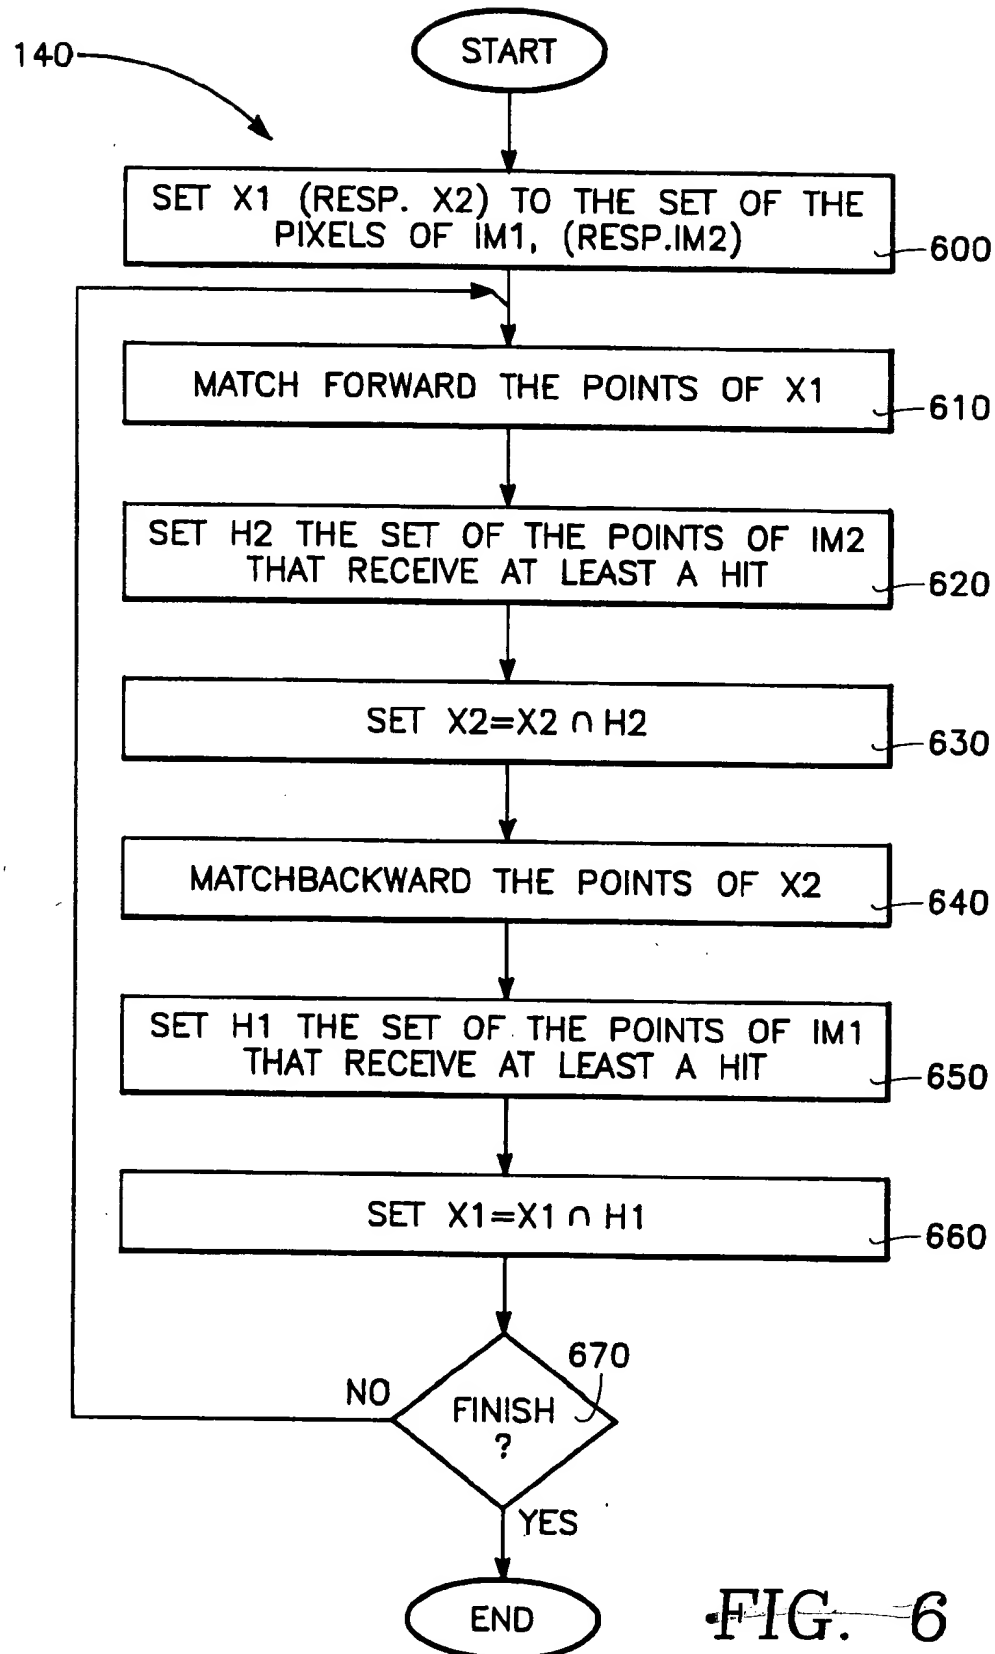 START
140
SET X1 (RESP. X2) TO THE SET OF THE
PIXELS OF IM1, (RESP.IM2)
600
MATCH FORWARD THE POINTS OF X1
610
SET H2 THE SET OF THE POINTS OF IM2
THAT RECEIVE AT LEAST A HIT
620
SET X2=X2 ∩ H2
630
MATCHBACKWARD THE POINTS OF X2
640
SET H1 THE SET OF THE POINTS OF IM1
THAT RECEIVE AT LEAST A HIT
650
SET X1=X1 ∩ H1
660
670
NO
FINISH
?
YES
END
FIG. 6